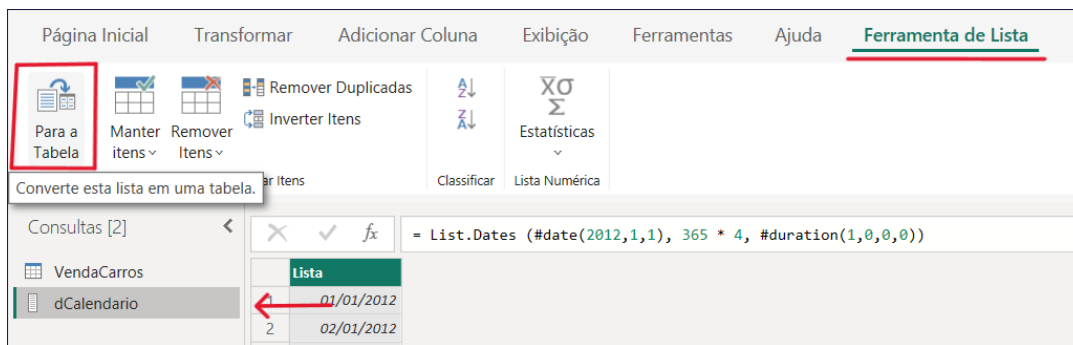 Página Inicial Transformar Adicionar Coluna Exibição Ferramentas Ajuda Ferramenta de Lista
Para a Tabela
Manter itens
Remover Itens
Remover Duplicadas
Inverter Itens
Estatísticas
ar Itens Classificar Lista Numérica
Converte esta lista em uma tabela.
Consultas [2]
VendaCarros
dCalendario
fx = List.Dates (#date(2012,1,1), 365 * 4, #duration(1,0,0,0))
Lista
1 01/01/2012
2 02/01/2012